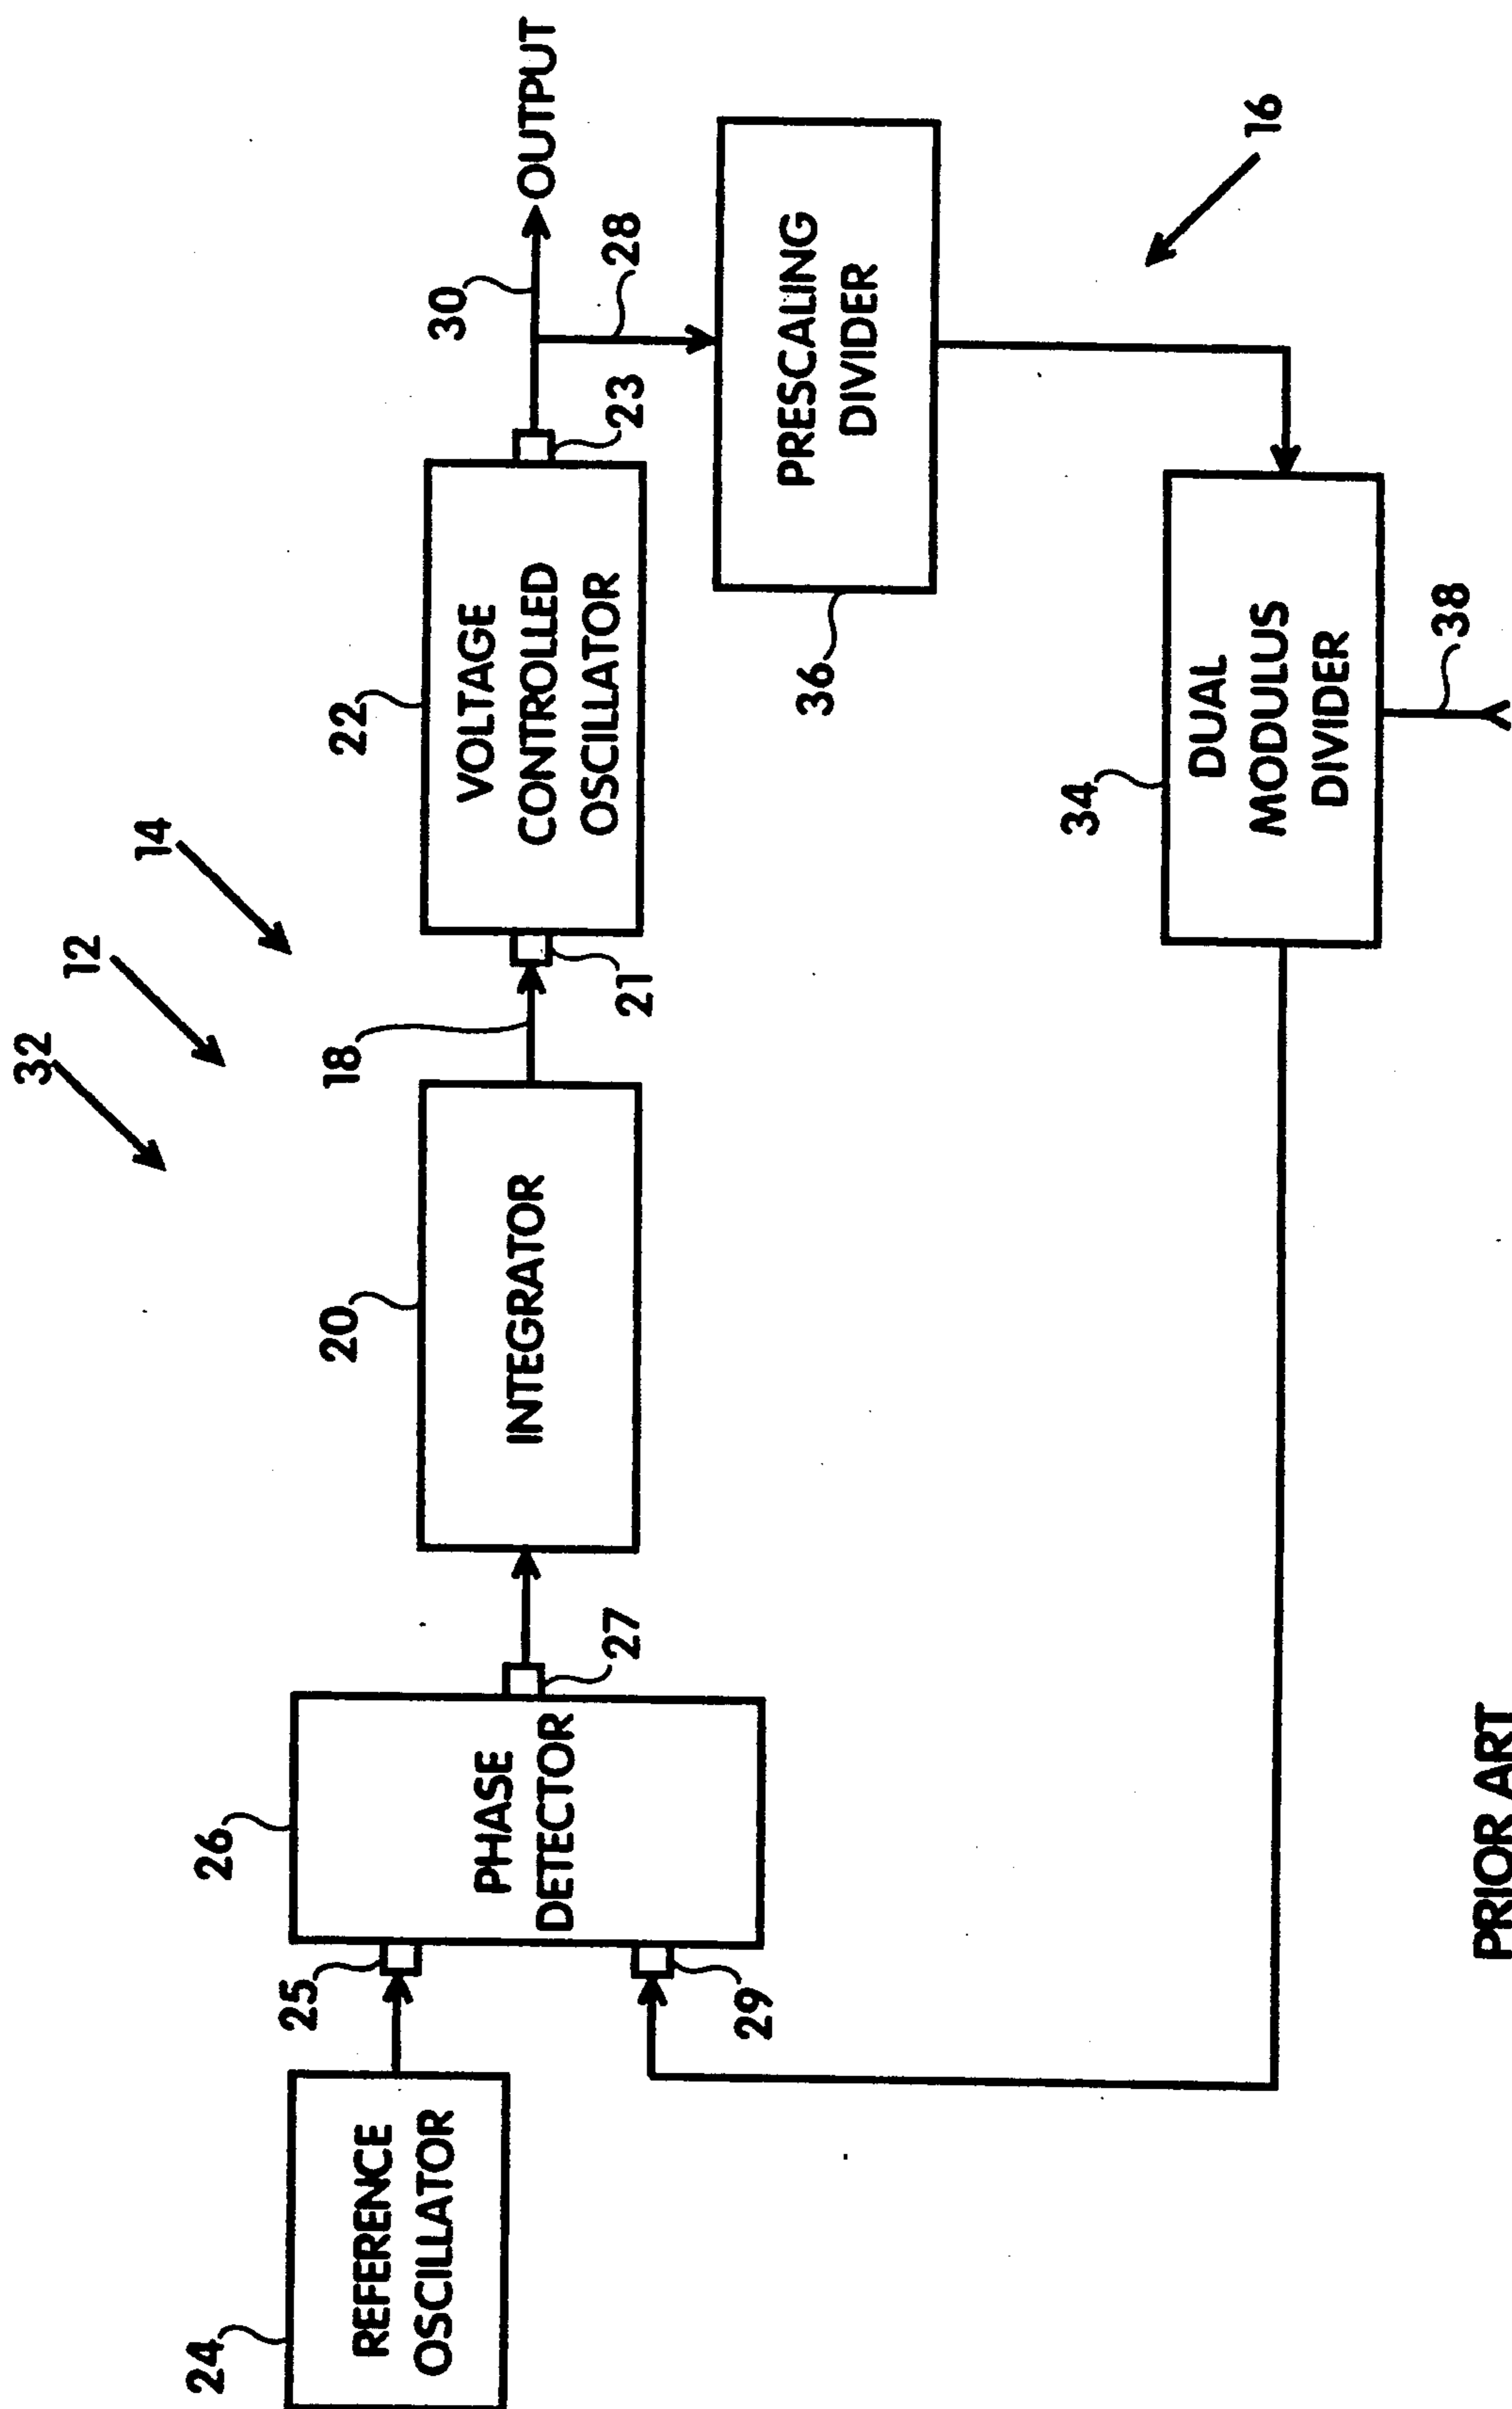 32
12
14
16
24
REFERENCE
OSCILLATOR
25
29
26
PHASE
DETECTOR
27
20
INTEGRATOR
18
21
22
VOLTAGE
CONTROLLED
OSCILLATOR
23
30
OUTPUT
28
36
PRESCALING
DIVIDER
34
DUAL
MODULUS
DIVIDER
38
PRIOR ART